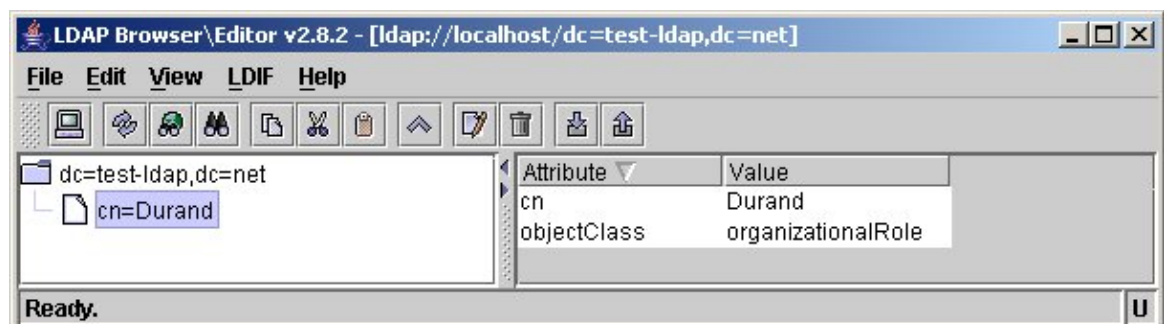 LDAP Browser\Editor v2.8.2 - [ldap://localhost/dc=test-ldap,dc=net]
File Edit View LDIF Help
dc=test-ldap,dc=net
cn=Durand
Attribute Value
cn Durand
objectClass organizationalRole
Ready. U